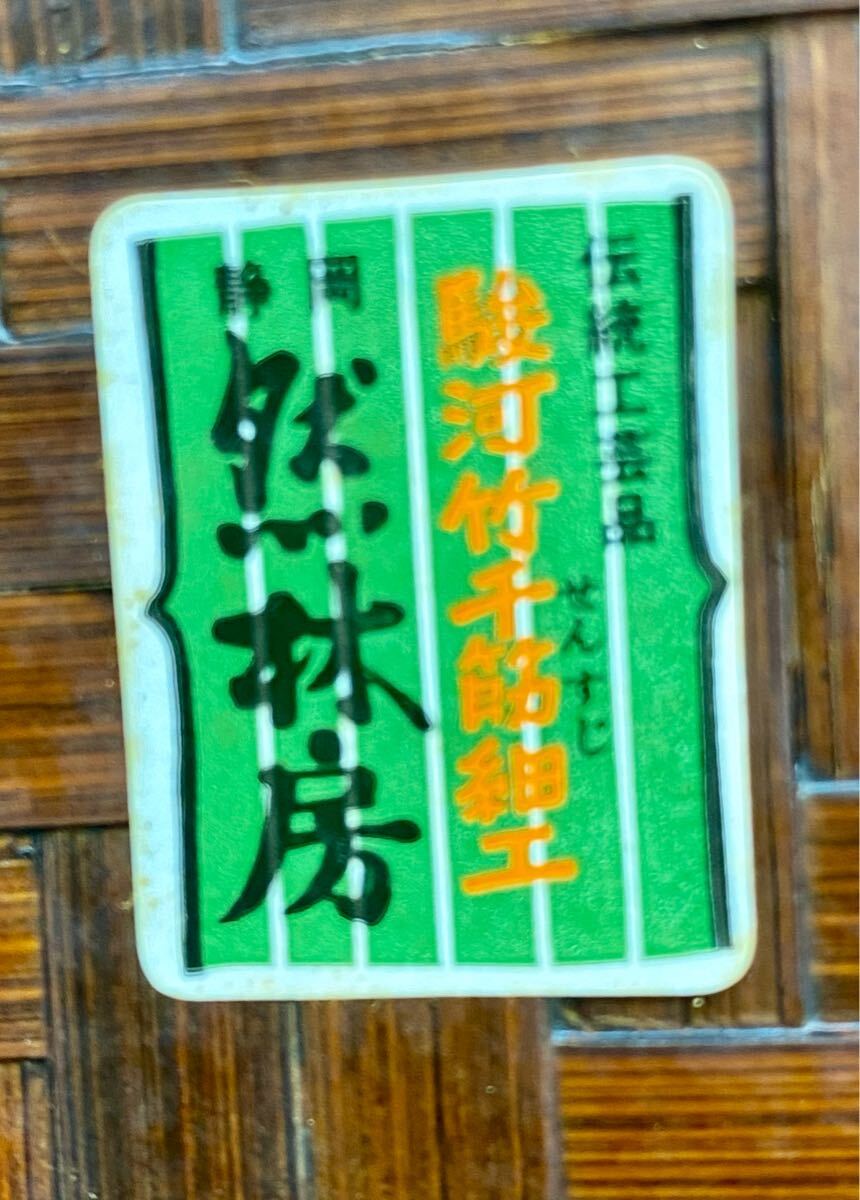 伝統工芸品
駿河竹千筋細工
せんすじ
静岡
然林房